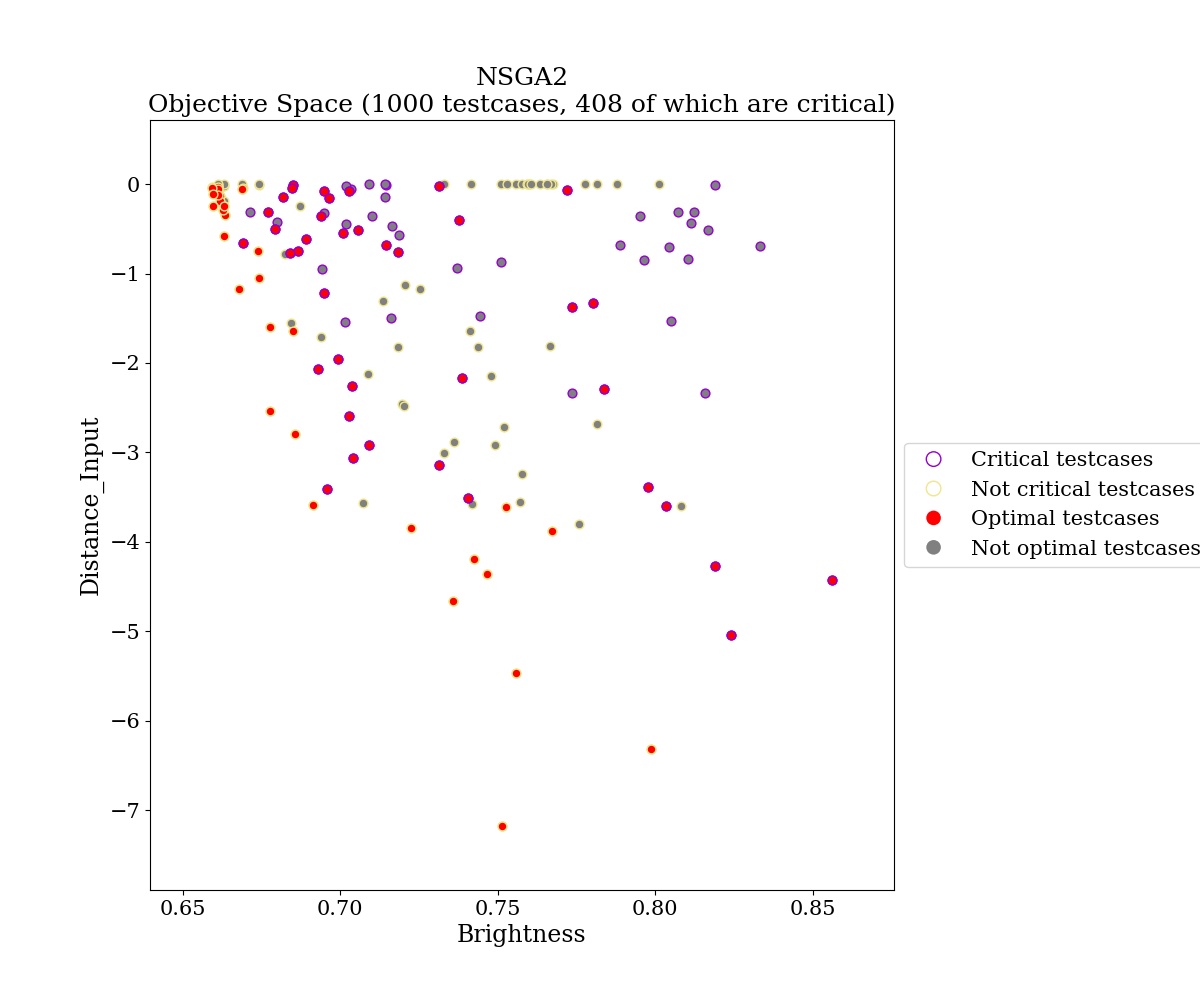 NSGA2
Objective Space (1000 testcases, 408 of which are critical)
0
−1
−2
−3
−4
−5
−6
−7
Distance_Input
0.65 0.70 0.75 0.80 0.85
Brightness
Critical testcases
Not critical testcases
Optimal testcases
Not optimal testcases